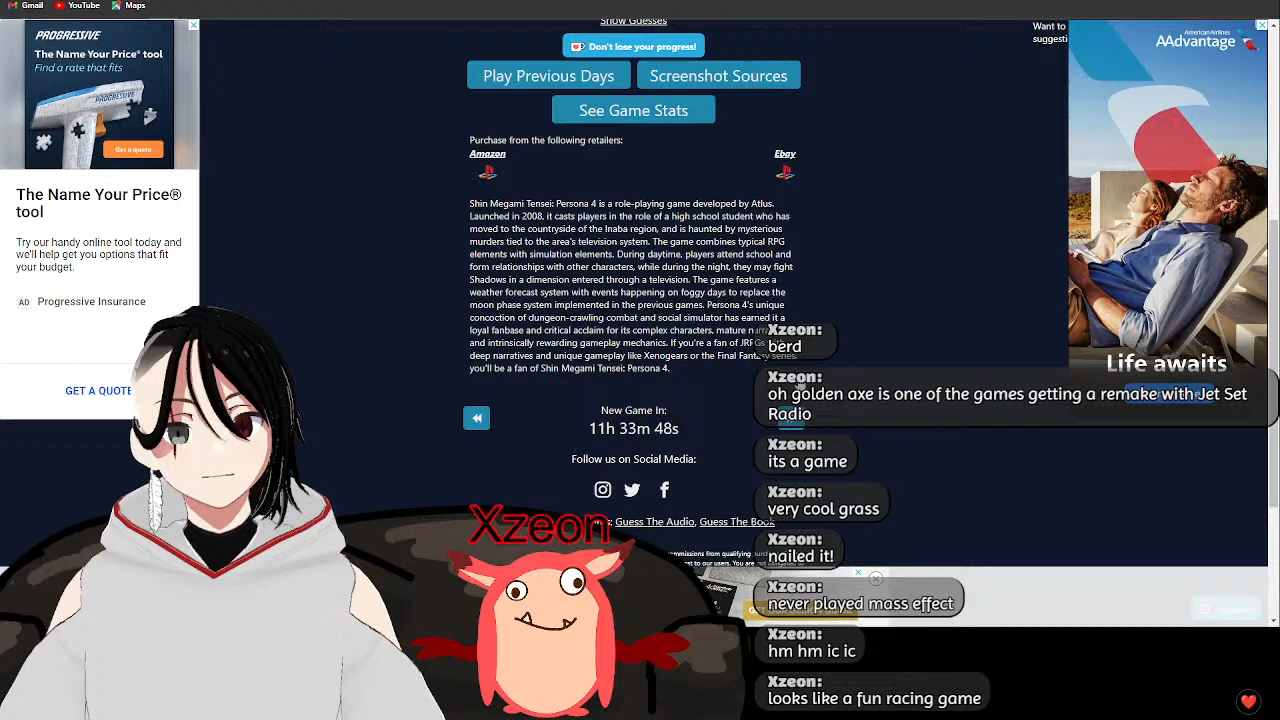 Gmail
YouTube
Maps
PROGRESSIVE
The Name Your Price® tool
Find a rate that fits
PROGRESSIVE
Get a quote
The Name Your Price®
tool
Try our handy online tool today and
we'll help get you options that fit
your budget.
AD Progressive Insurance
GET A QUOTE
Show Guesses
Don't lose your progress!
Play Previous Days
Screenshot Sources
See Game Stats
Purchase from the following retailers:
Amazon
Ebay
Shin Megami Tensei: Persona 4 is a role-playing game developed by Atlus.
Launched in 2008, it casts players in the role of a high school student who has
moved to the countryside of the Inaba region, and is haunted by mysterious
murders tied to the area's television system. The game combines typical RPG
elements with simulation elements. During daytime, players attend school and
form relationships with other characters, while during the night, they may fight
Shadows in a dimension entered through a television. The game features a
weather forecast system with events happening on foggy days to replace the
moon phase system implemented in the previous games. Persona 4's unique
concoction of dungeon-crawling combat and social simulator has earned it a
loyal fanbase and critical acclaim for its complex characters, mature
and intrinsically rewarding gameplay mechanics. If you're a fan of
deep narratives and unique gameplay like Xenogears or the Final Fantasy series,
you'll be a fan of Shin Megami Tensei: Persona 4.
New Game In:
11h 33m 48s
Follow us on Social Media:
Guess The Audio, Guess The Book
Want to
suggesti
American Airlines
AAdvantage
Life awaits
Xzeon
Xzeon:
berd
Xzeon:
oh golden axe is one of the games getting a remake with Jet Set
Radio
Xzeon:
its a game
Xzeon:
very cool grass
Xzeon:
nailed it!
Xzeon:
never played mass effect
Xzeon:
hm hm ic ic
Xzeon:
looks like a fun racing game